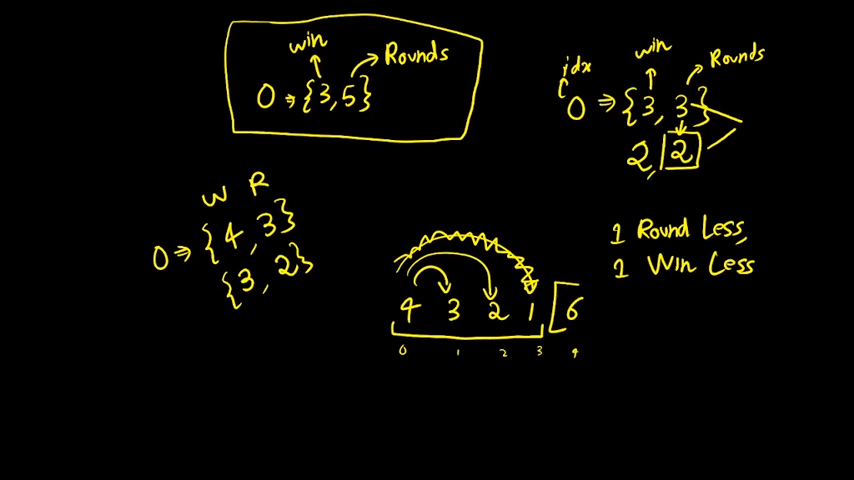 win
Rounds
0 ⇒ {3,5}
idx
win
Rounds
0 ⇒ {3, 3}
2, 2
W R
0 ⇒ {4,3}
{3,2}
1 Round Less,
1 Win Less
4 3 2 1 [6
0 1 2 3 4